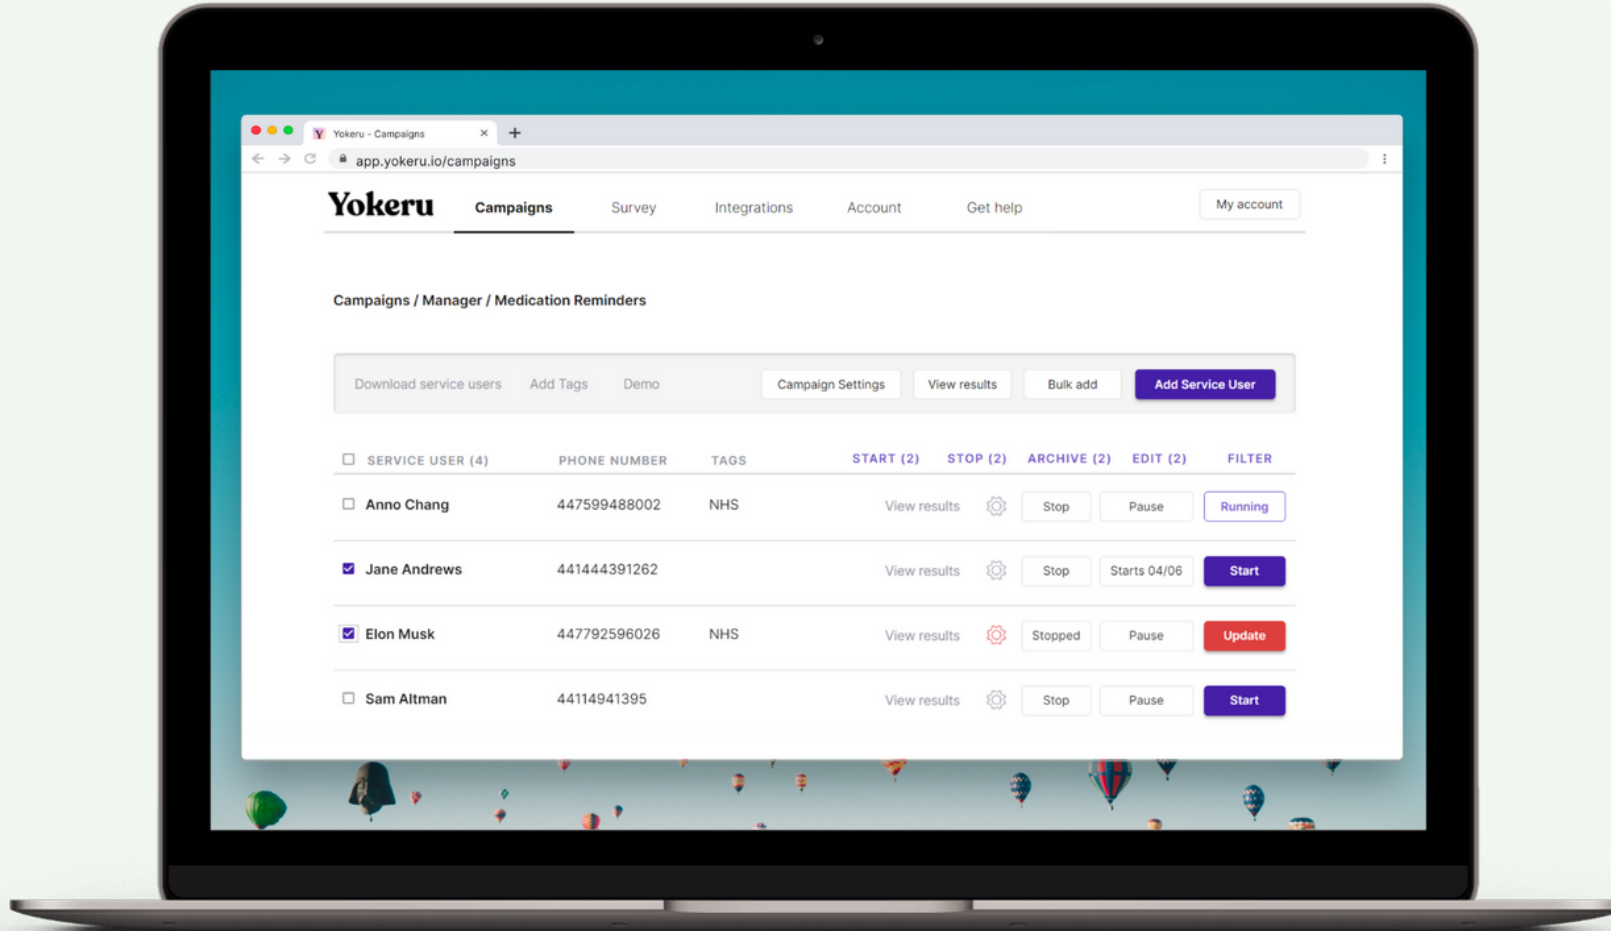 Y Yokeru - Campaigns
app.yokeru.io/campaigns
Yokeru Campaigns Survey Integrations Account Get help My account
Campaigns / Manager / Medication Reminders
Download service users Add Tags Demo Campaign Settings View results Bulk add Add Service User
SERVICE USER (4) PHONE NUMBER TAGS START (2) STOP (2) ARCHIVE (2) EDIT (2) FILTER
Anno Chang 447599488002 NHS View results Stop Pause Running
Jane Andrews 441444391262 View results Stop Starts 04/06 Start
Elon Musk 447792596026 NHS View results Stopped Pause Update
Sam Altman 44114941395 View results Stop Pause Start